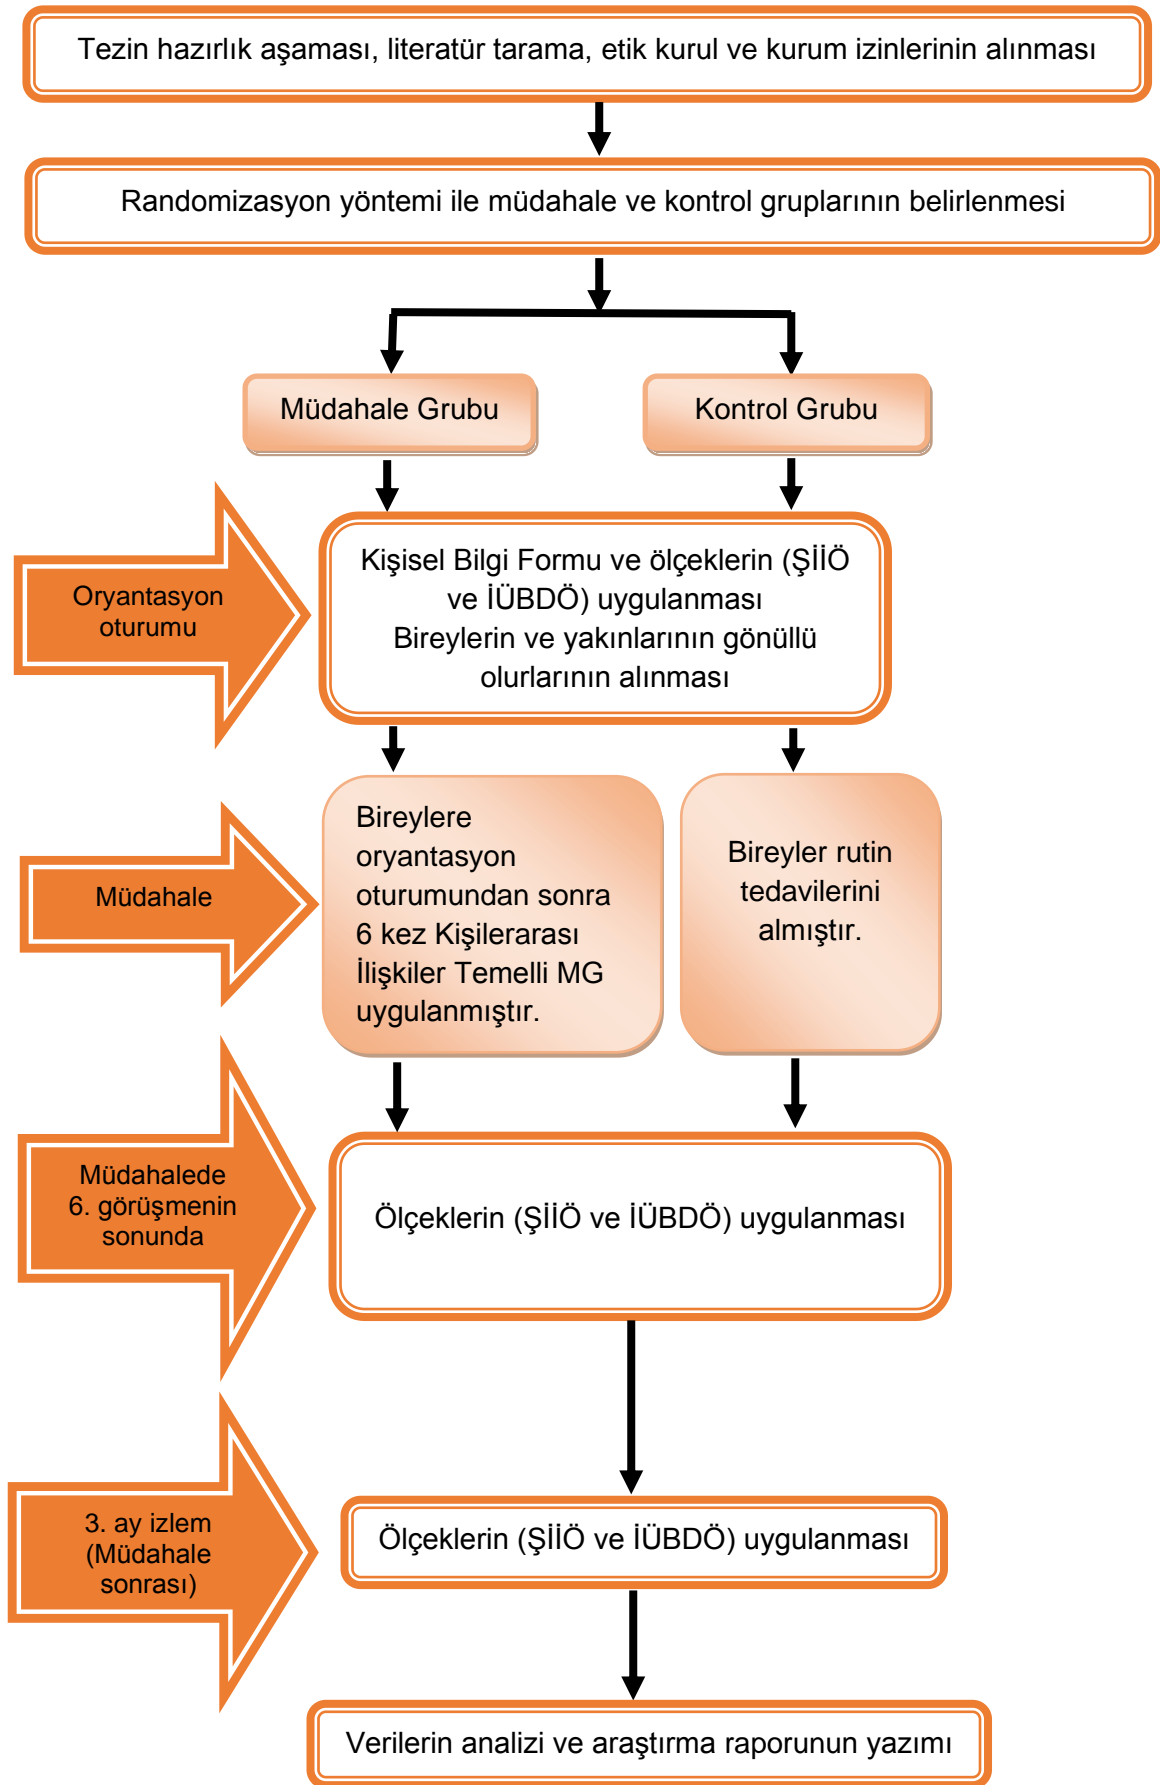 Tezin hazırlık aşaması, literatür tarama, etik kurul ve kurum izinlerinin alınması
Randomizasyon yöntemi ile müdahale ve kontrol gruplarının belirlenmesi
Müdahale Grubu
Kontrol Grubu
Oryantasyon
oturumu
Kişisel Bilgi Formu ve ölçeklerin (ŞİİÖ
ve İÜBDÖ) uygulanması
Bireylerin ve yakınlarının gönüllü
olurlarının alınması
Müdahale
Bireylere
oryantasyon
oturumundan sonra
6 kez Kişilerarası
İlişkiler Temelli MG
uygulanmıştır.
Bireyler rutin
tedavilerini
almıştır.
Müdahalede
6. görüşmenin
sonunda
Ölçeklerin (ŞİİÖ ve İÜBDÖ) uygulanması
3. ay izlem
(Müdahale
sonrası)
Ölçeklerin (ŞİİÖ ve İÜBDÖ) uygulanması
Verilerin analizi ve araştırma raporunun yazımı